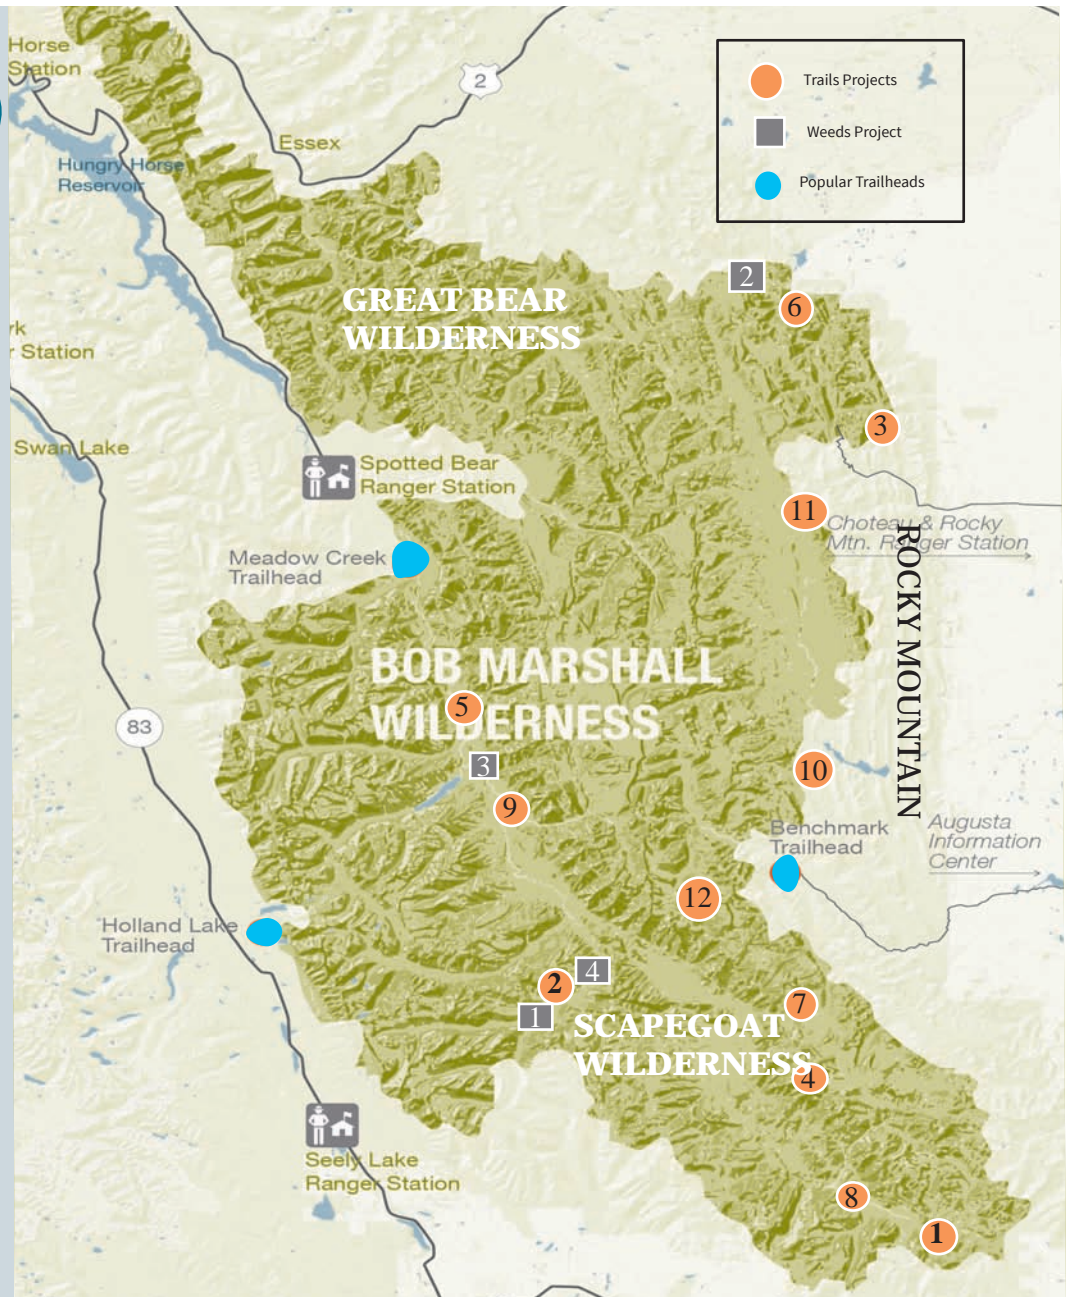 Horse
Station
2
Trails Projects
Weeds Project
Popular Trailheads
Essex
Hungry Horse
Reservoir
2
6
GREAT BEAR
WILDERNESS
rk
r Station
3
Swan Lake
Spotted Bear
Ranger Station
11
Choteau & Rocky
Mtn. Ranger Station
Meadow Creek
Trailhead
ROCKY MOUNTAIN
BOB MARSHALL
WILDERNESS
5
83
3
10
9
Benchmark
Trailhead
Augusta
Information
Center
12
Holland Lake
Trailhead
4
2
1
7
SCAPEGOAT
WILDERNESS
4
Seely Lake
Ranger Station
8
1